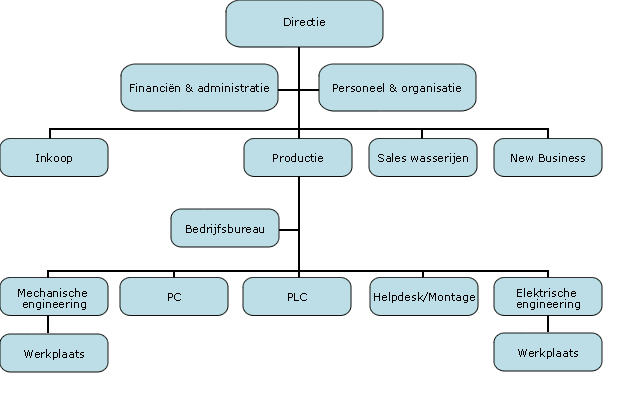 Directie
Financiën & administratie
Personeel & organisatie
Inkoop
Productie
Sales wasserijen
New Business
Bedrijfsbureau
Mechanische
engineering
PC
PLC
Helpdesk/Montage
Elektrische
engineering
Werkplaats
Werkplaats